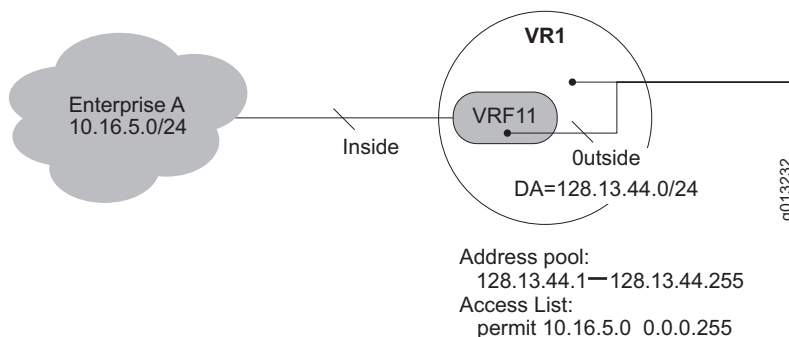 VR1
Enterprise A
10.16.5.0/24
VRF11
Inside
0utside
DA=128.13.44.0/24
g013232
Address pool:
128.13.44.1—128.13.44.255
Access List:
permit 10.16.5.0 0.0.0.255